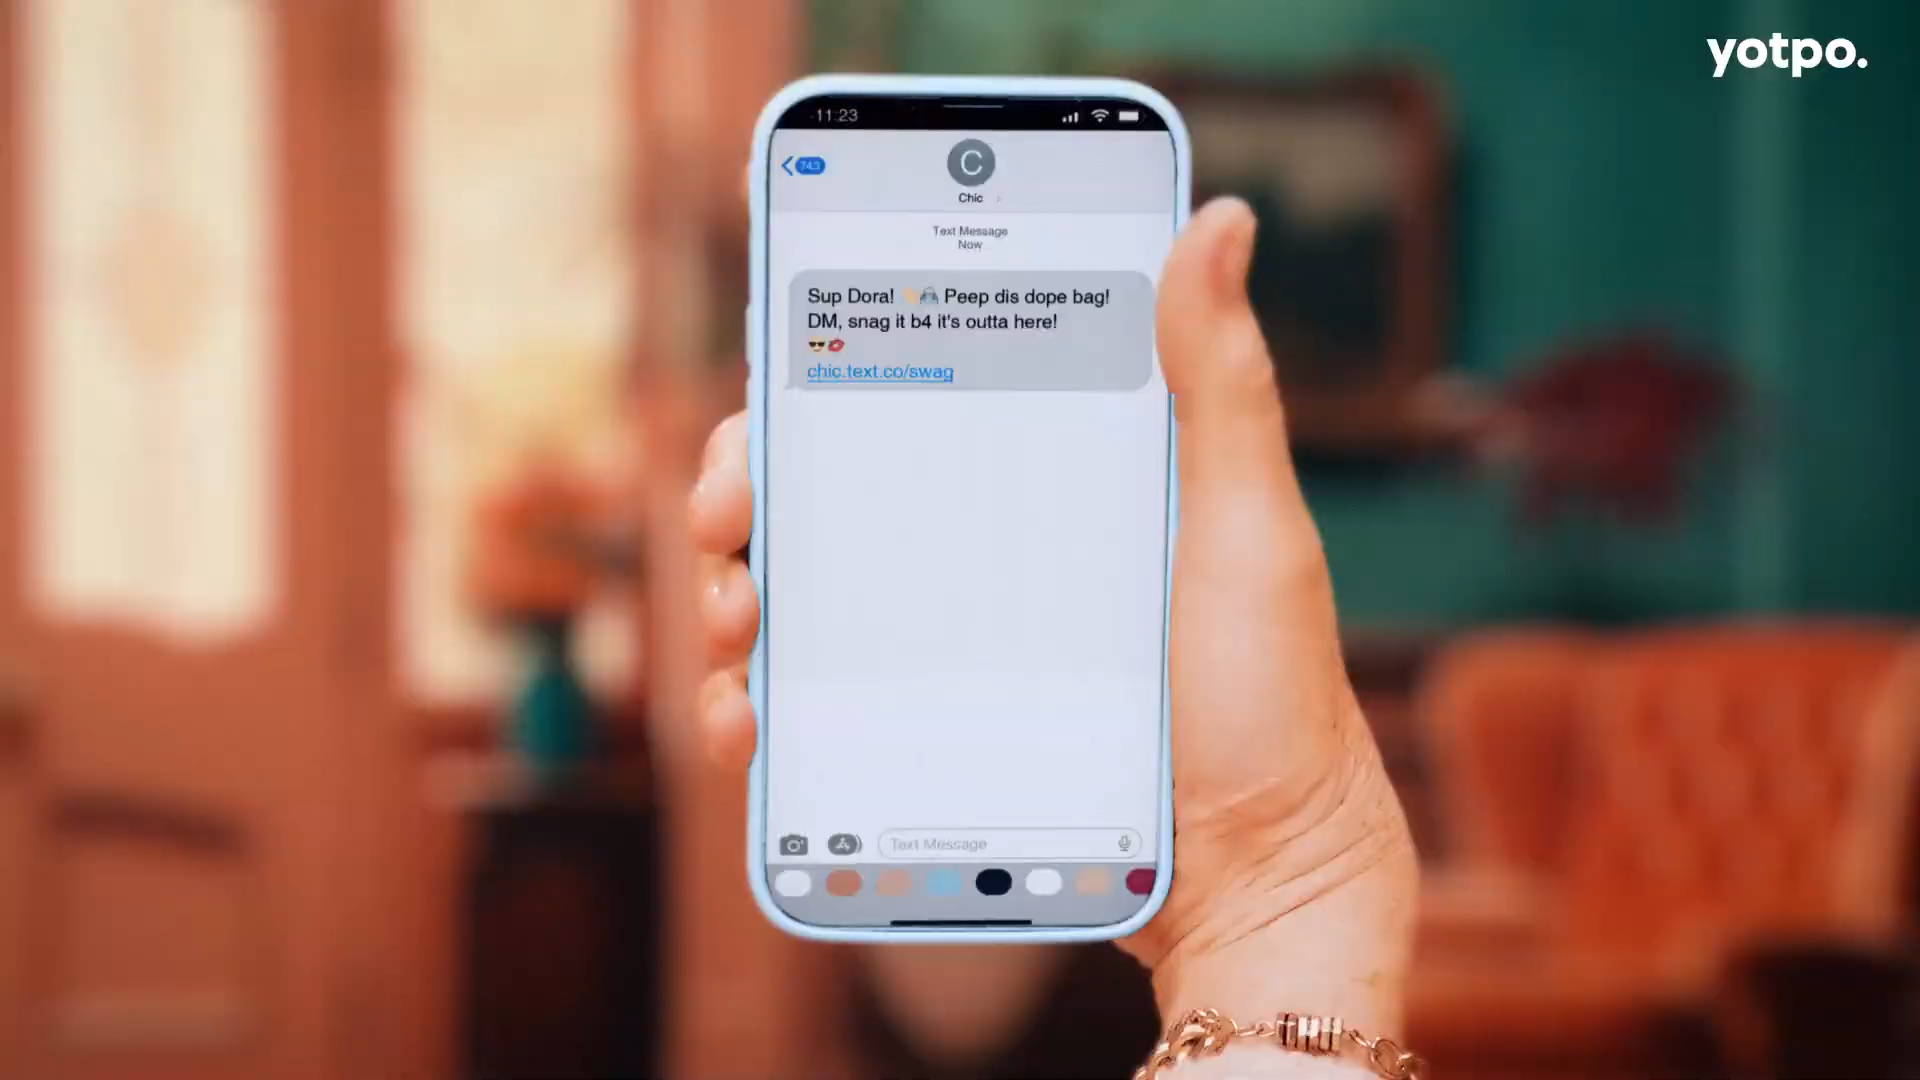 yotpo.
11:23
743
C
Chic
Text Message
Now
Sup Dora! Peep dis dope bag!
DM, snag it b4 it's outta here!
chic.text.co/swag
Text Message